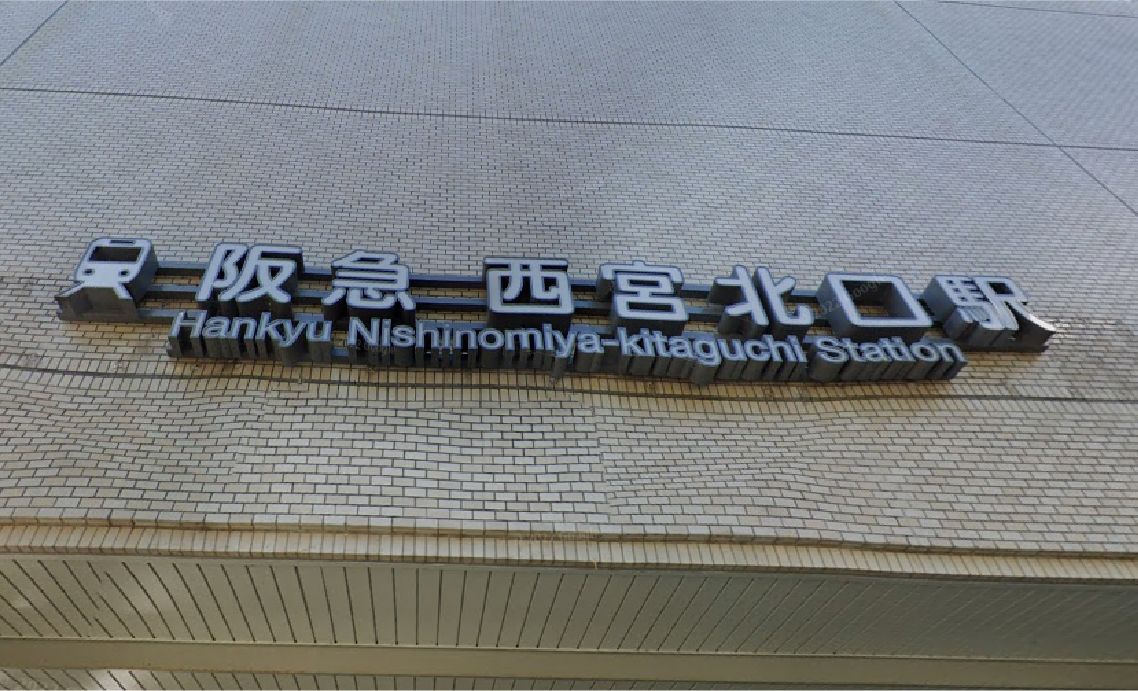 阪急 西宮北口駅
Hankyu Nishinomiya-kitaguchi Station